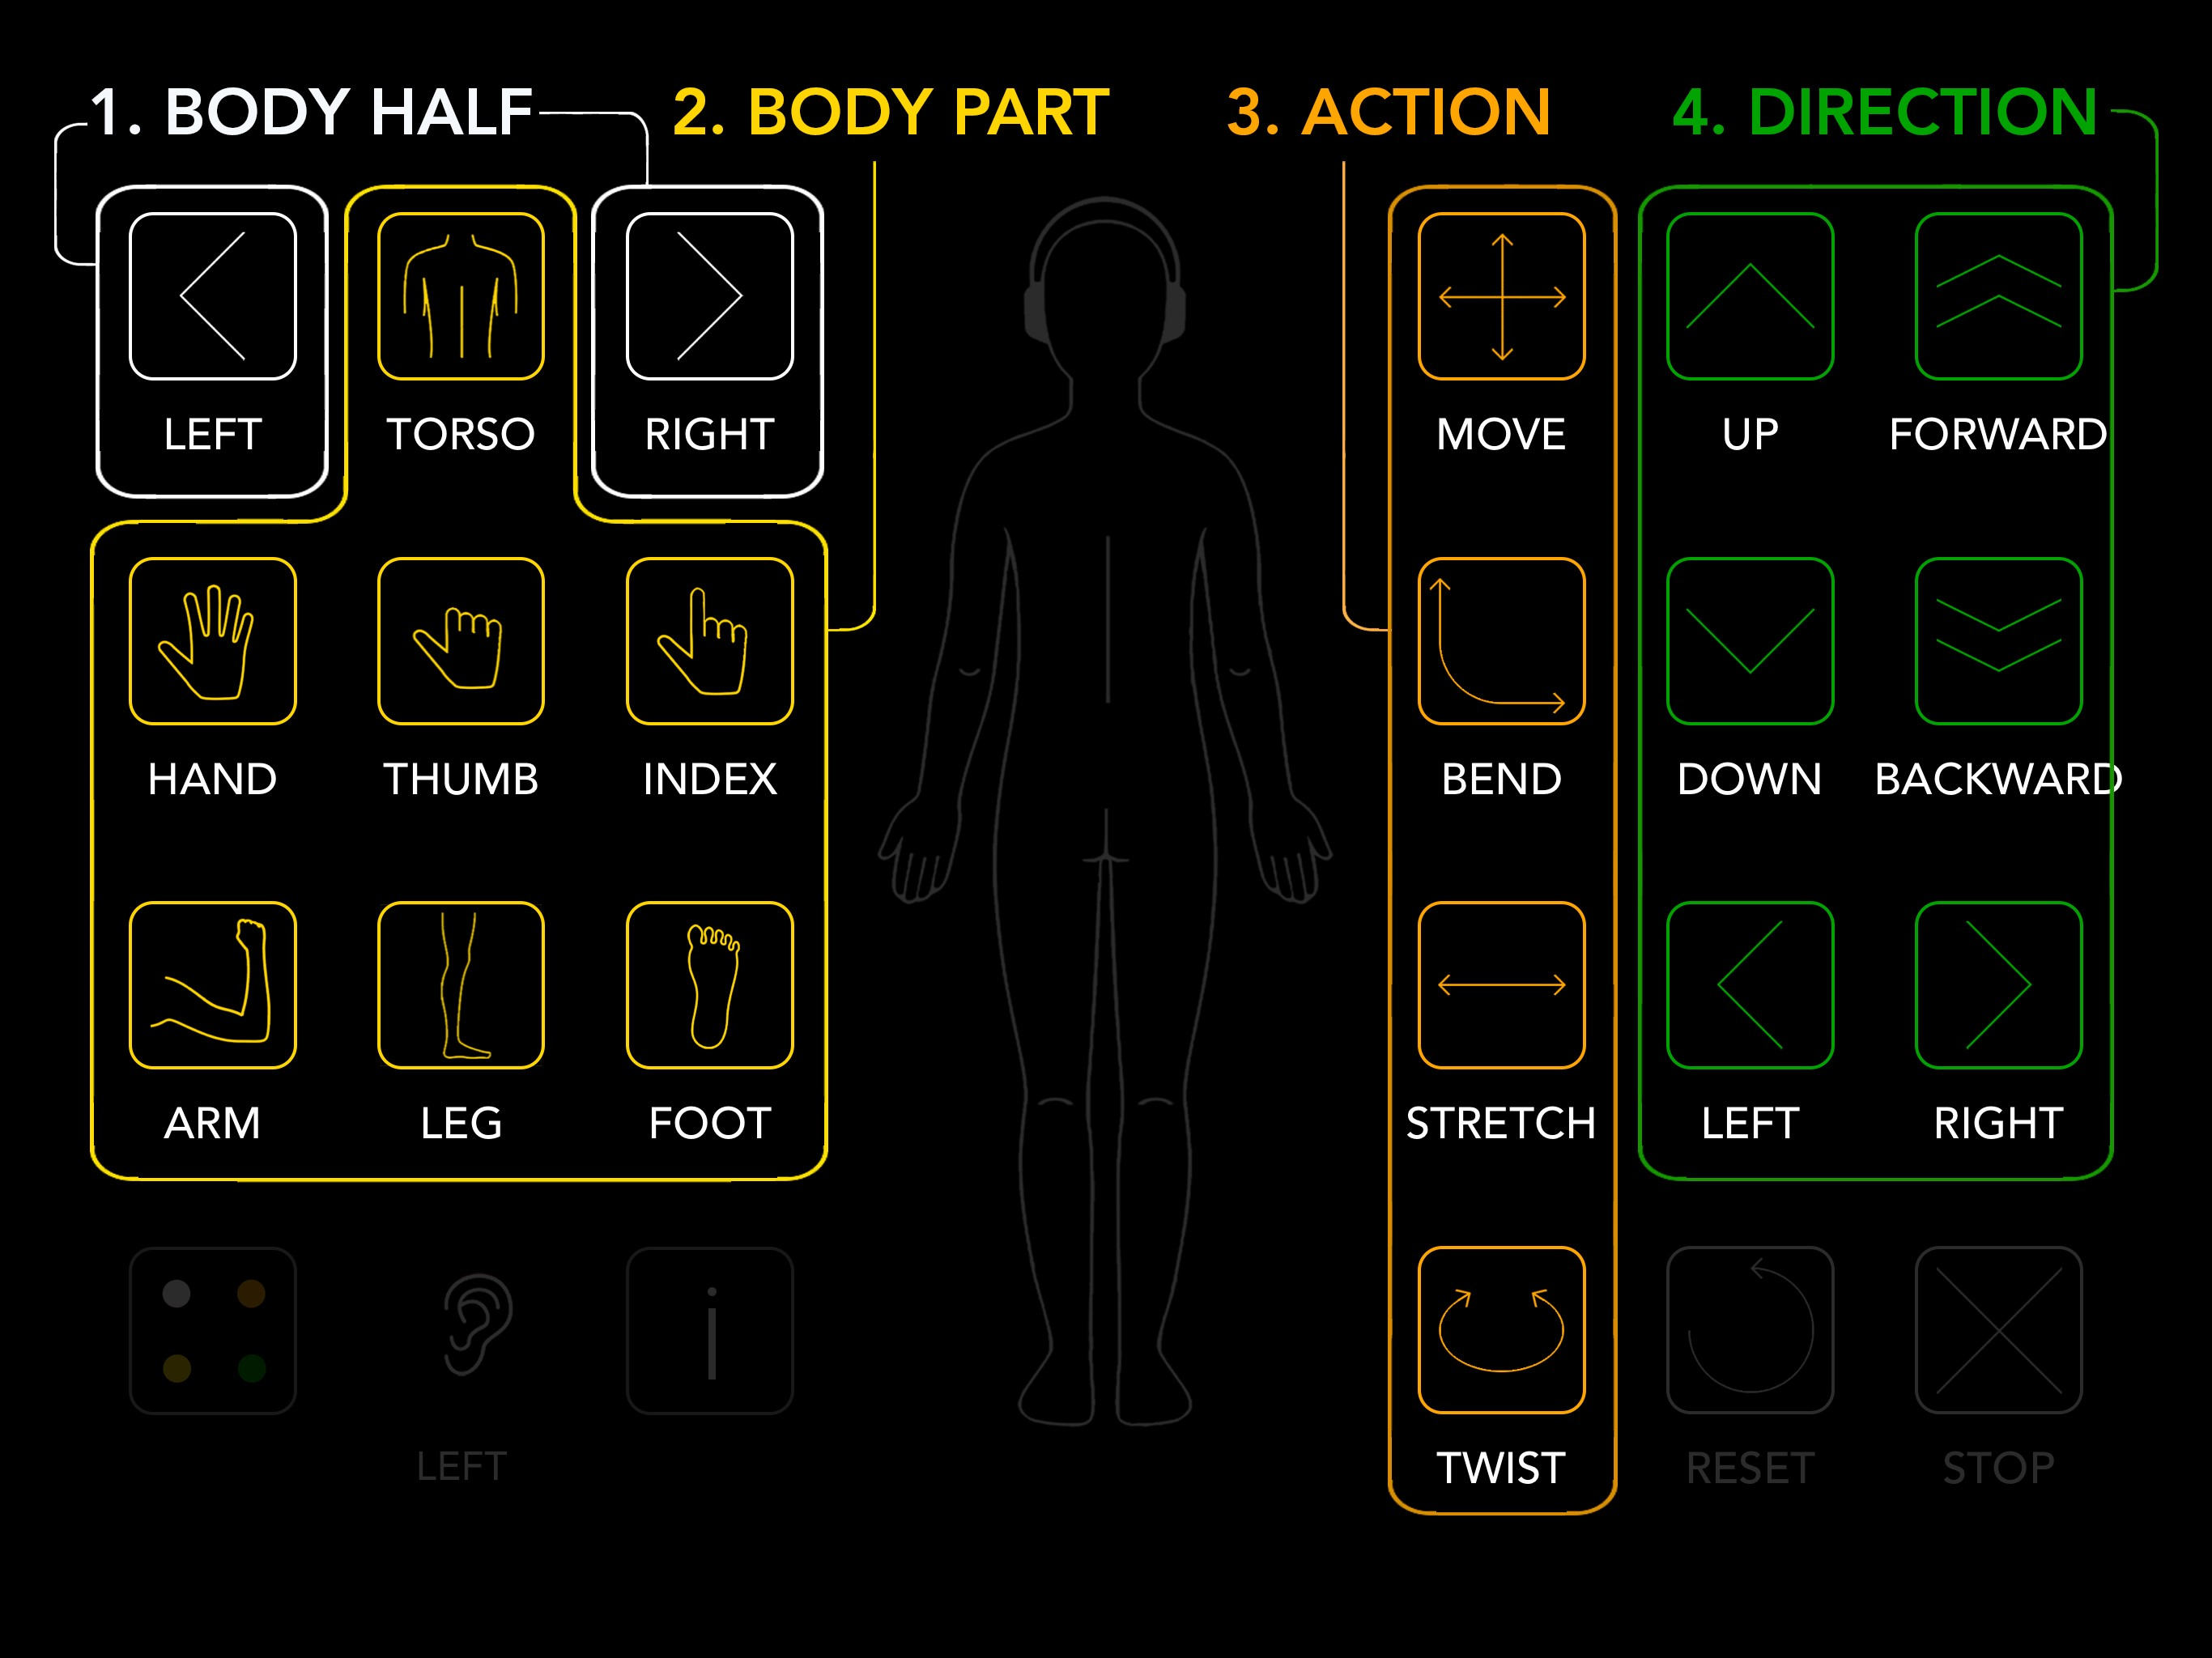 1. BODY HALF
2. BODY PART
3. ACTION
4. DIRECTION
LEFT
TORSO
RIGHT
MOVE
UP
FORWARD
HAND
THUMB
INDEX
BEND
DOWN
BACKWARD
ARM
LEG
FOOT
STRETCH
LEFT
RIGHT
i
LEFT
TWIST
RESET
STOP